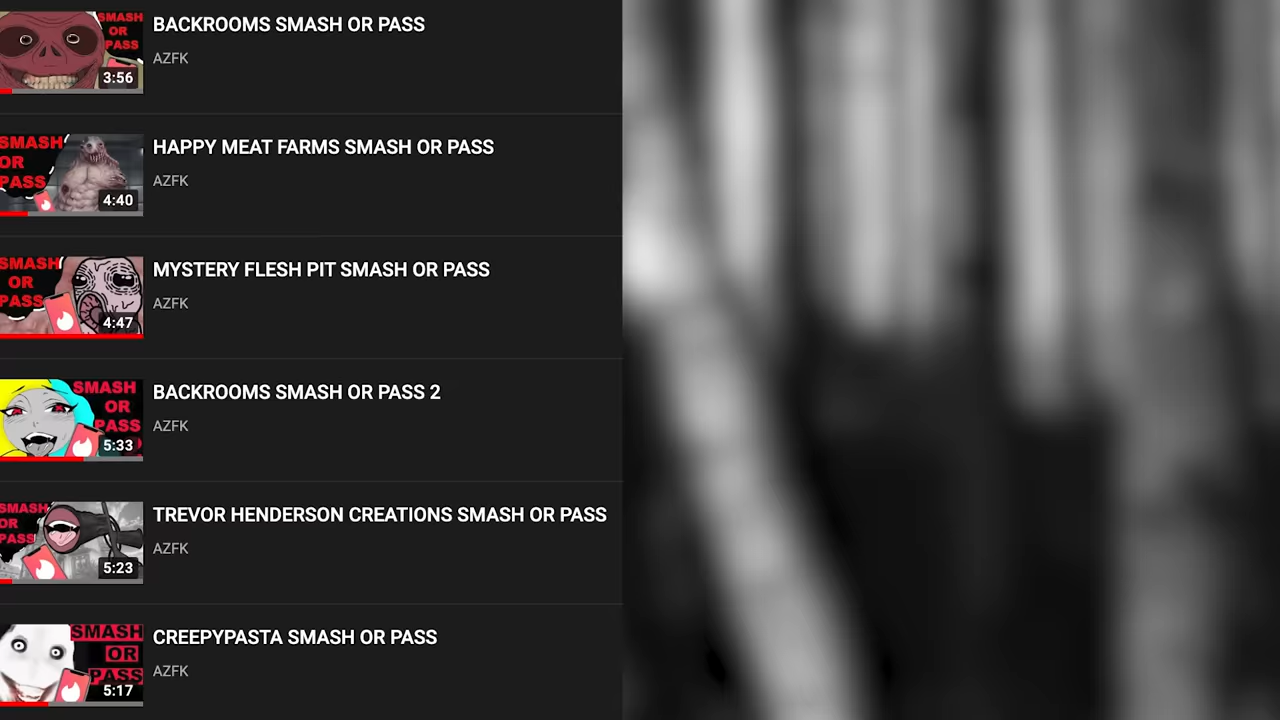 SMASH
OR
PASS
3:56
BACKROOMS SMASH OR PASS
AZFK
SMASH
OR
PASS
4:40
HAPPY MEAT FARMS SMASH OR PASS
AZFK
SMASH
OR
PASS
4:47
MYSTERY FLESH PIT SMASH OR PASS
AZFK
SMASH
OR
PASS
5:33
BACKROOMS SMASH OR PASS 2
AZFK
SMASH
OR
PASS
5:23
TREVOR HENDERSON CREATIONS SMASH OR PASS
AZFK
SMASH
OR
PASS
5:17
CREEPYPASTA SMASH OR PASS
AZFK